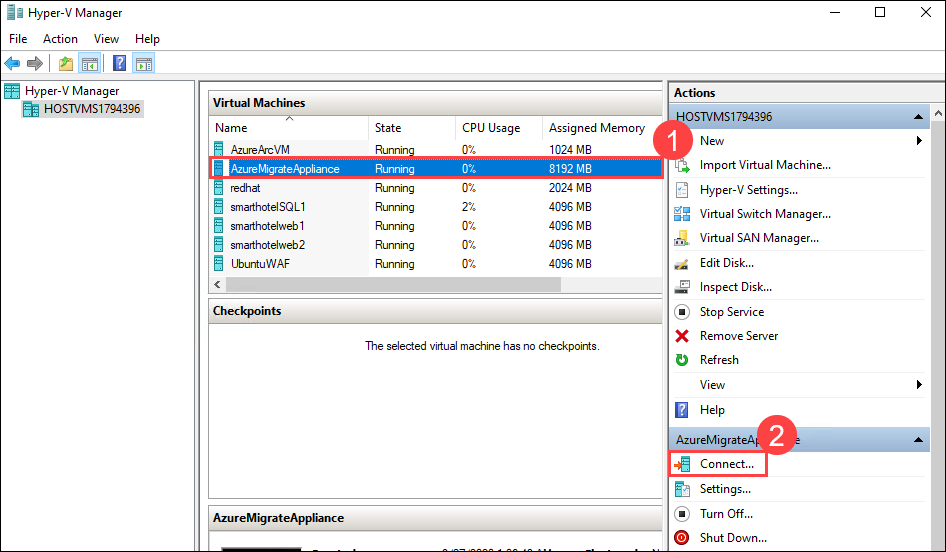 Hyper-V Manager
File Action View Help
Hyper-V Manager
HOSTVMS1794396
Virtual Machines
Name State CPU Usage Assigned Memory
AzureArcVM Running 0% 1024 MB
AzureMigrateAppliance Running 0% 8192 MB
redhat Running 0% 2024 MB
smarthotelSQL1 Running 2% 4096 MB
smarthotelweb1 Running 0% 4096 MB
smarthotelweb2 Running 0% 4096 MB
UbuntuWAF Running 0% 4096 MB
Checkpoints
The selected virtual machine has no checkpoints.
AzureMigrateAppliance
Actions
HOSTVMS1794396
1
New
Import Virtual Machine...
Hyper-V Settings...
Virtual Switch Manager...
Virtual SAN Manager...
Edit Disk...
Inspect Disk...
Stop Service
Remove Server
Refresh
View
Help
2
Connect...
Settings...
Turn Off...
Shut Down...